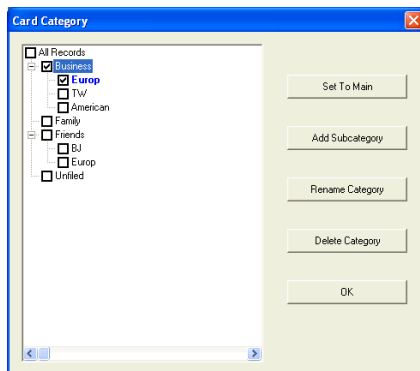 Card Category
All Records
Business
Europ
TW
American
Family
Friends
BJ
Europ
Unfiled
Set To Main
Add Subcategory
Rename Category
Delete Category
OK